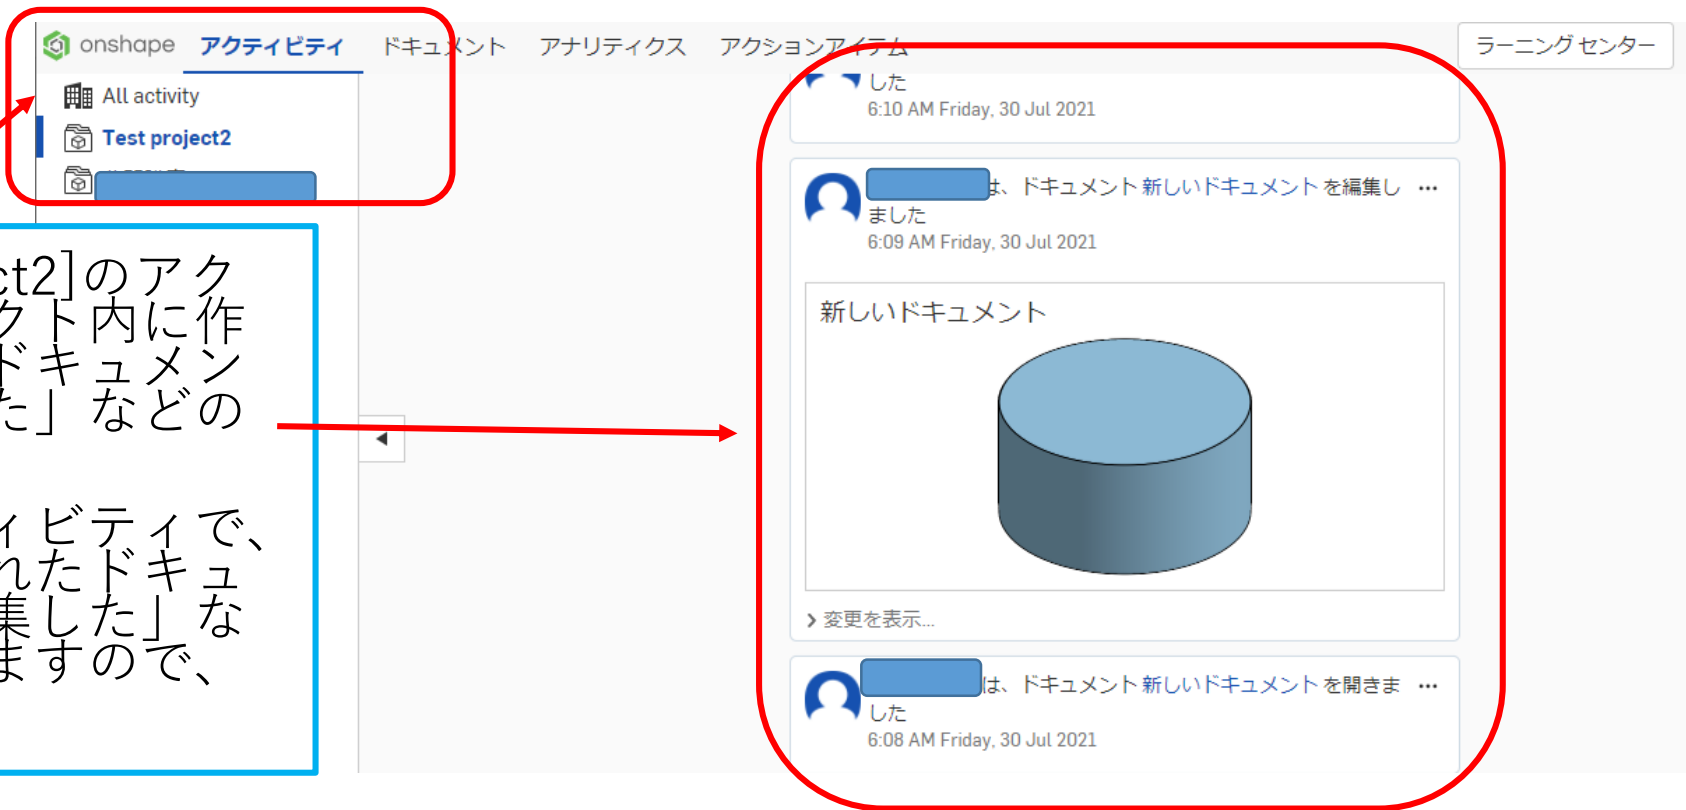 onshape アクティビティ ドキュメント アナリティクス アクションアイテム ラーニング センター
All activity
Test project2
ct2]のアク
クト内に作
ドキュメン
た」などの
ィビティで、
れたドキュ
集した」な
ますので、
した
6:10 AM Friday, 30 Jul 2021
は、ドキュメント 新しいドキュメント を編集し ...
ました
6:09 AM Friday, 30 Jul 2021
新しいドキュメント
> 変更を表示...
は、ドキュメント 新しいドキュメント を開きま ...
した
6:08 AM Friday, 30 Jul 2021